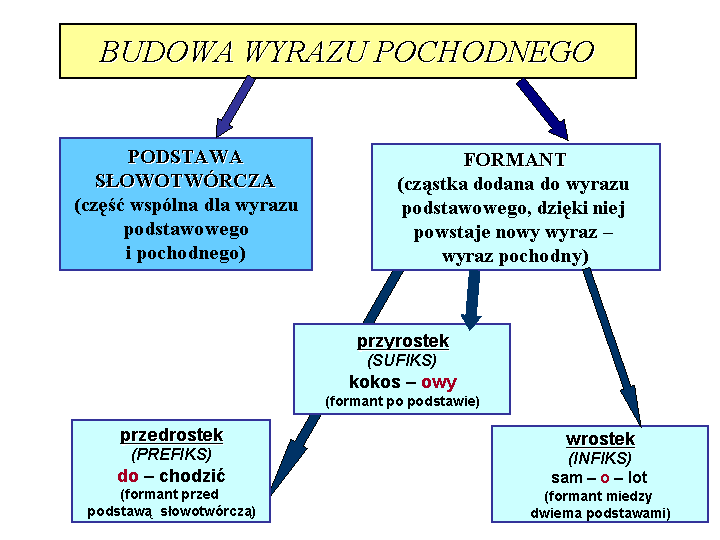 BUDOWA WYRAZU POCHODNEGO
PODSTAWA
SŁOWOTWÓRCZA
(część wspólna dla wyrazu
podstawowego
i pochodnego)
FORMANT
(cząstka dodana do wyrazu
podstawowego, dzięki niej
powstaje nowy wyraz –
wyraz pochodny)
przyrostek
(SUFIKS)
kokos – owy
(formant po podstawie)
przedrostek
(PREFIKS)
do – chodzić
(formant przed
podstawą słowotwórczą)
wrostek
(INFIKS)
sam – o – lot
(formant miedzy
dwiema podstawami)